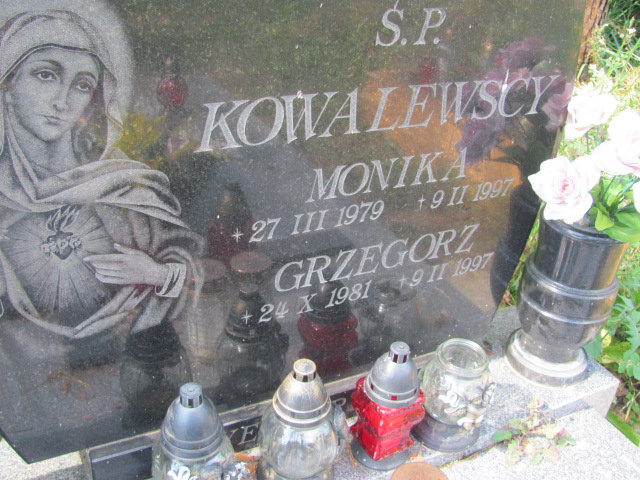 Ś.P.
KOWALEWSCY
MONIKA
* 27 III 1979 † 9 II 1997
GRZEGORZ
* 24 X 1981 † 9 II 1997